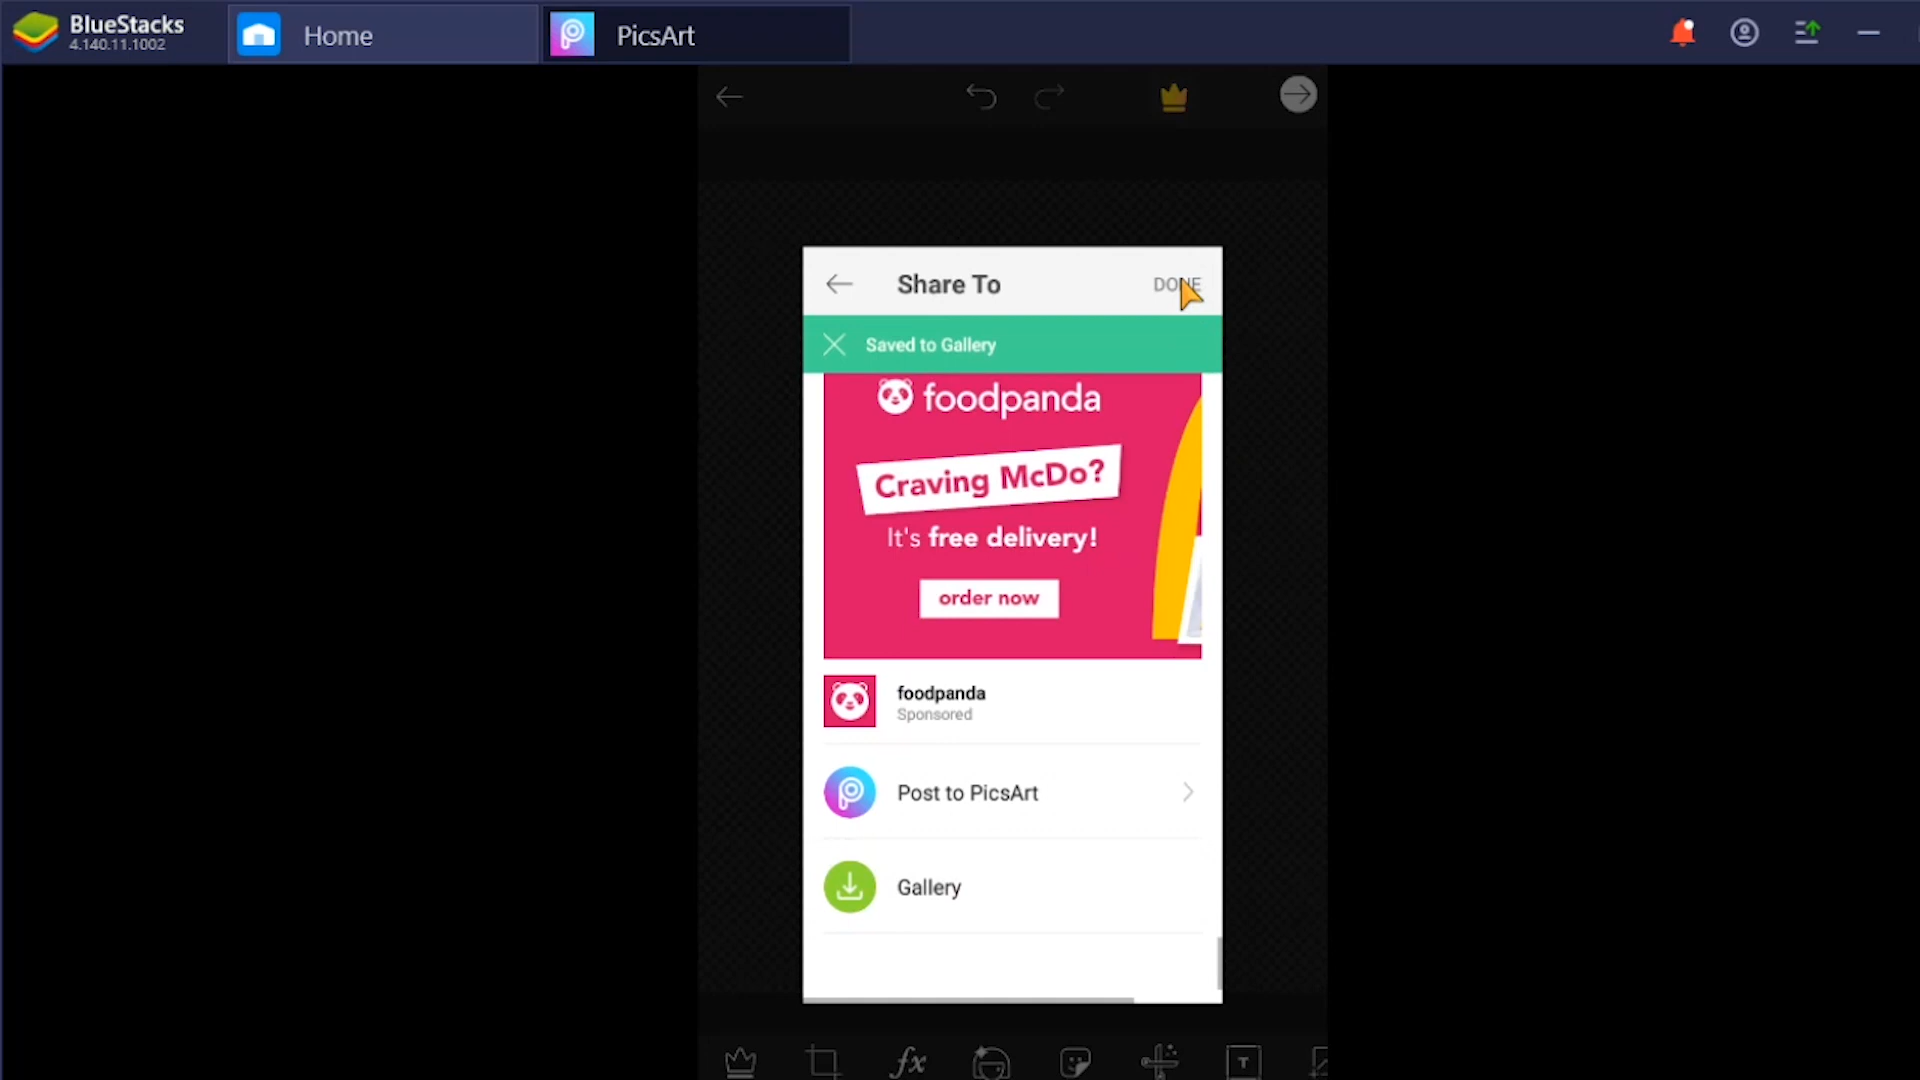 BlueStacks
4.140.11.1002
Home
PicsArt
Share To
DONE
Saved to Gallery
foodpanda
Craving McDo?
It's free delivery!
order now
foodpanda
Sponsored
Post to PicsArt
Gallery
fx
T